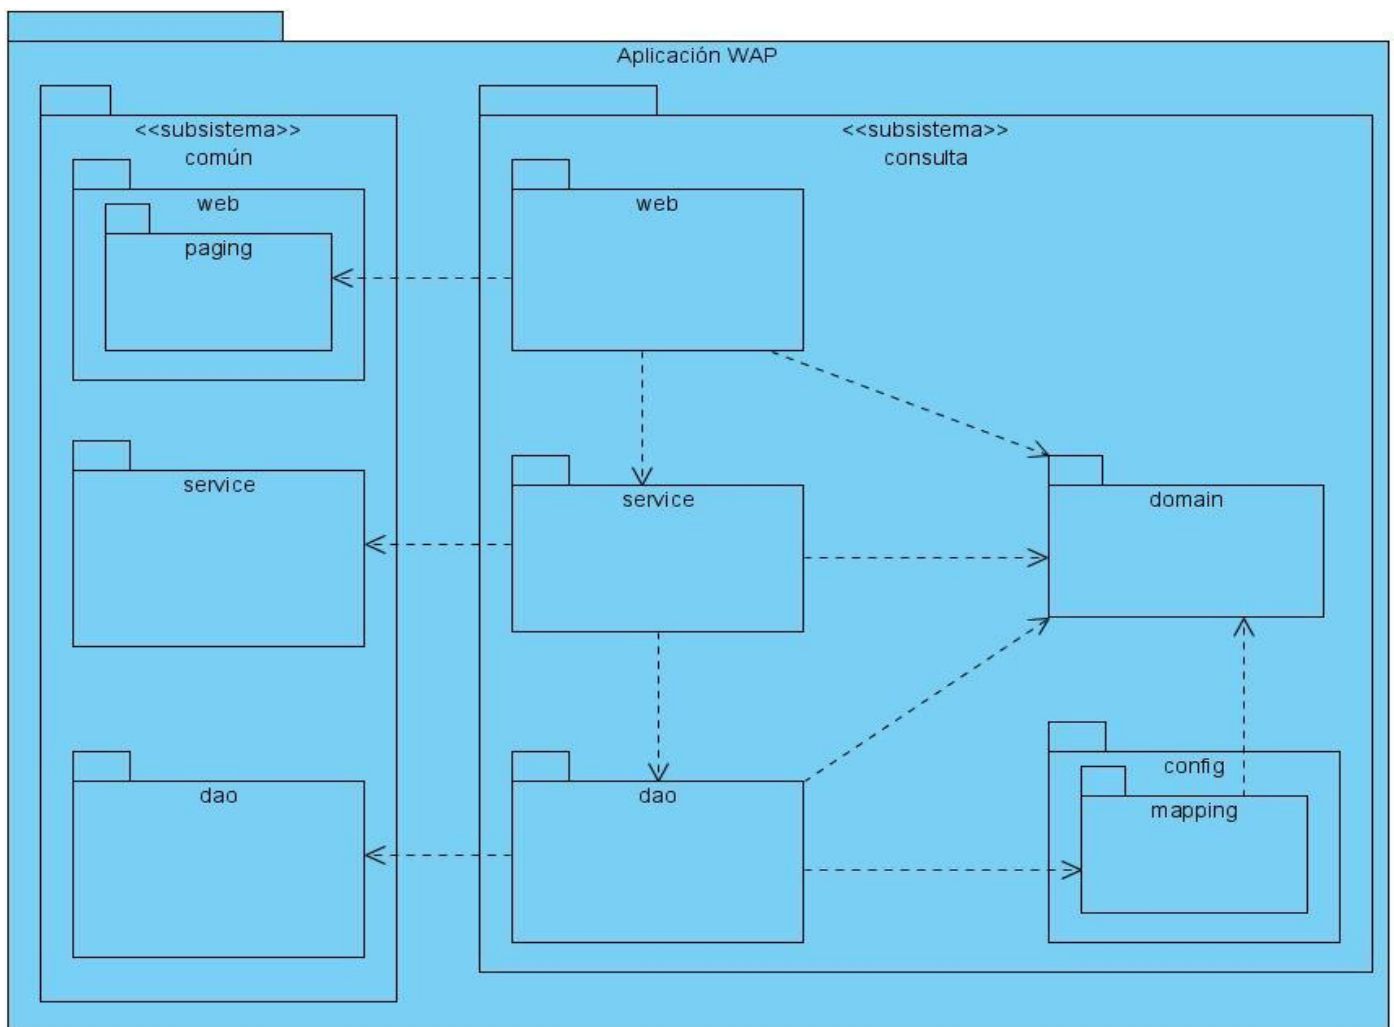 Aplicación WAP
<<subsistema>>
común
web
paging
service
dao
<<subsistema>>
consulta
web
service
domain
dao
config
mapping